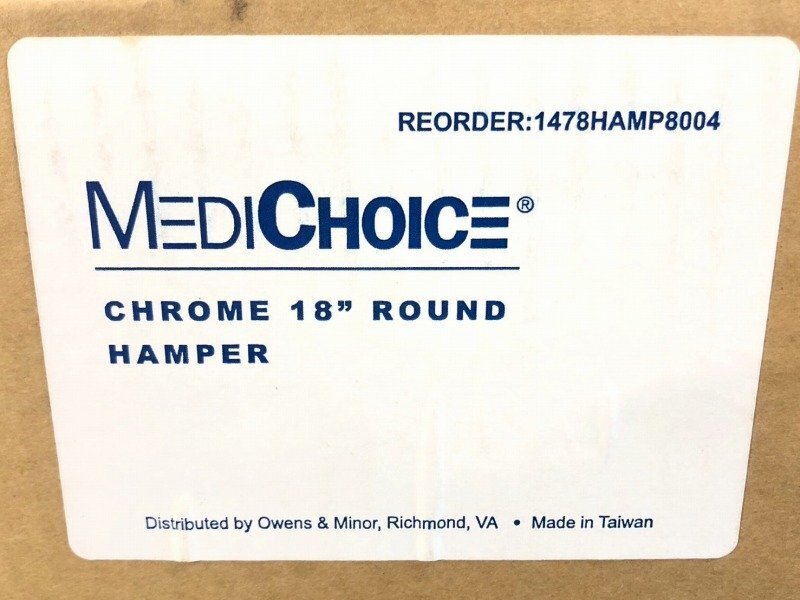 REORDER:1478HAMP8004
MEDICHOICE®
CHROME 18” ROUND
HAMPER
Distributed by Owens & Minor, Richmond, VA • Made in Taiwan